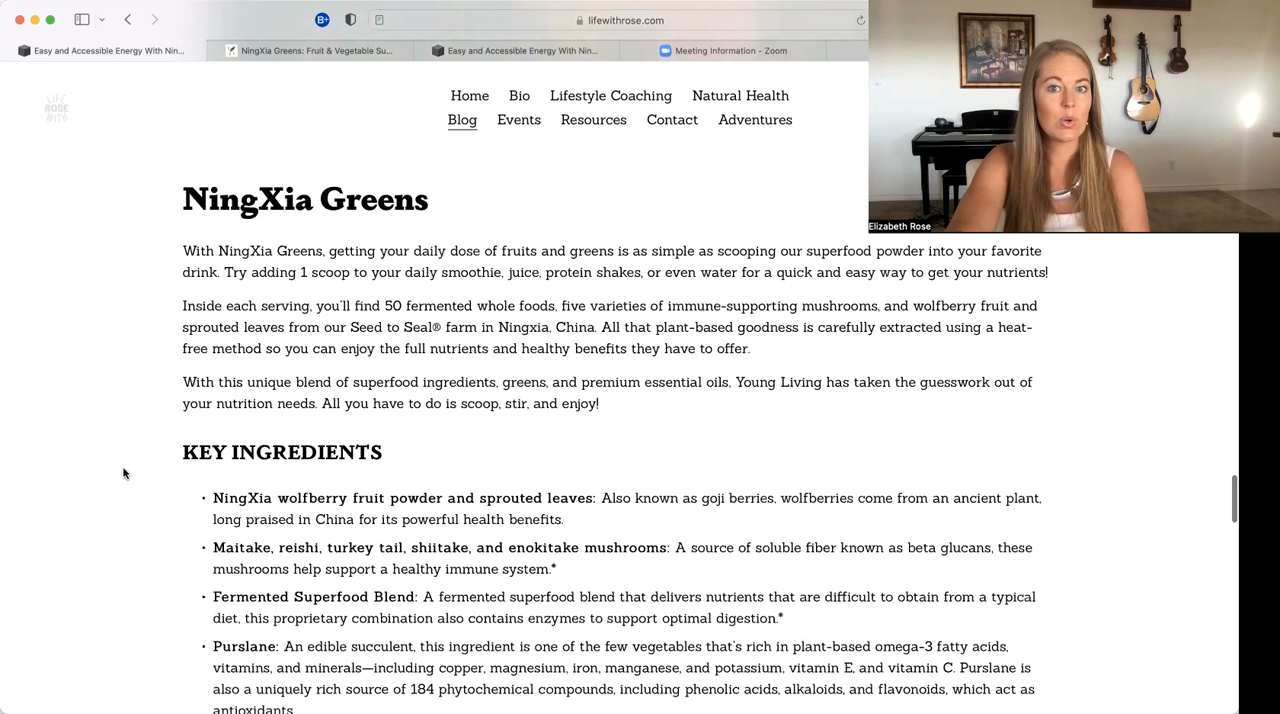 lifewithrose.com
Easy and Accessible Energy With Nin...
NingXia Greens: Fruit & Vegetable Su...
Easy and Accessible Energy With Nin...
Meeting Information - Zoom
LIFE
ROSE
Home Bio Lifestyle Coaching Natural Health
Blog Events Resources Contact Adventures
Elizabeth Rose
NingXia Greens
With NingXia Greens, getting your daily dose of fruits and greens is as simple as scooping our superfood powder into your favorite
drink. Try adding 1 scoop to your daily smoothie, juice, protein shakes, or even water for a quick and easy way to get your nutrients!
Inside each serving, you'll find 50 fermented whole foods, five varieties of immune-supporting mushrooms, and wolfberry fruit and
sprouted leaves from our Seed to Seal® farm in Ningxia, China. All that plant-based goodness is carefully extracted using a heat-
free method so you can enjoy the full nutrients and healthy benefits they have to offer.
With this unique blend of superfood ingredients, greens, and premium essential oils, Young Living has taken the guesswork out of
your nutrition needs. All you have to do is scoop, stir, and enjoy!
KEY INGREDIENTS
• NingXia wolfberry fruit powder and sprouted leaves: Also known as goji berries, wolfberries come from an ancient plant,
long praised in China for its powerful health benefits.
• Maitake, reishi, turkey tail, shiitake, and enokitake mushrooms: A source of soluble fiber known as beta glucans, these
mushrooms help support a healthy immune system.*
• Fermented Superfood Blend: A fermented superfood blend that delivers nutrients that are difficult to obtain from a typical
diet, this proprietary combination also contains enzymes to support optimal digestion.*
• Purslane: An edible succulent, this ingredient is one of the few vegetables that's rich in plant-based omega-3 fatty acids,
vitamins, and minerals—including copper, magnesium, iron, manganese, and potassium, vitamin E, and vitamin C. Purslane is
also a uniquely rich source of 184 phytochemical compounds, including phenolic acids, alkaloids, and flavonoids, which act as
antioxidants.